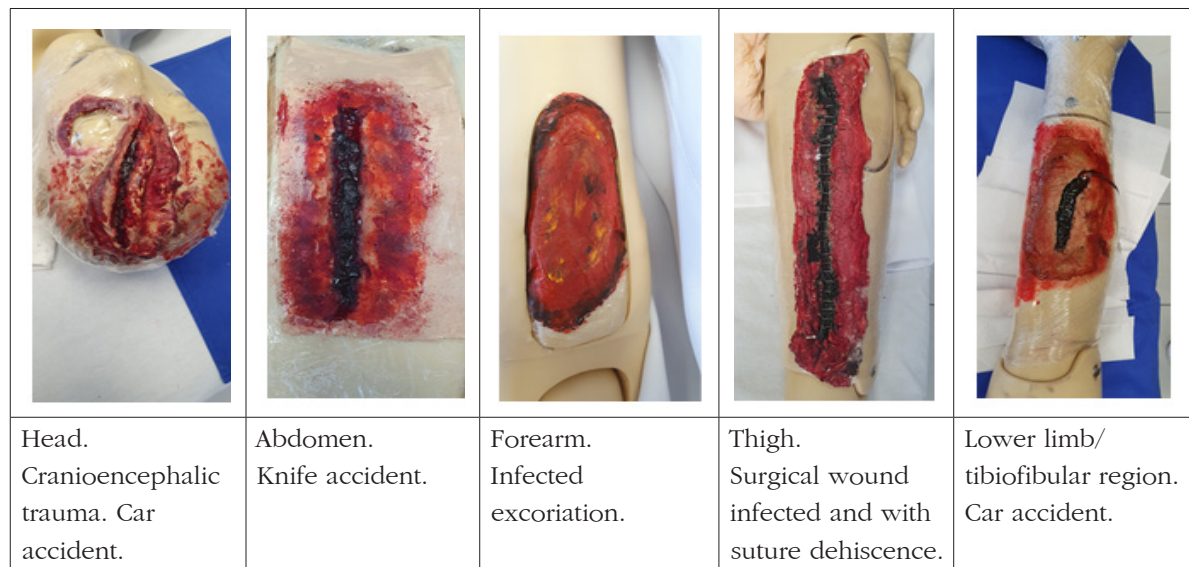 Head.
Cranioencephalic
trauma. Car
accident.
Abdomen.
Knife accident.
Forearm.
Infected
excoriation.
Thigh.
Surgical wound
infected and with
suture dehiscence.
Lower limb/
tibiofibular region.
Car accident.